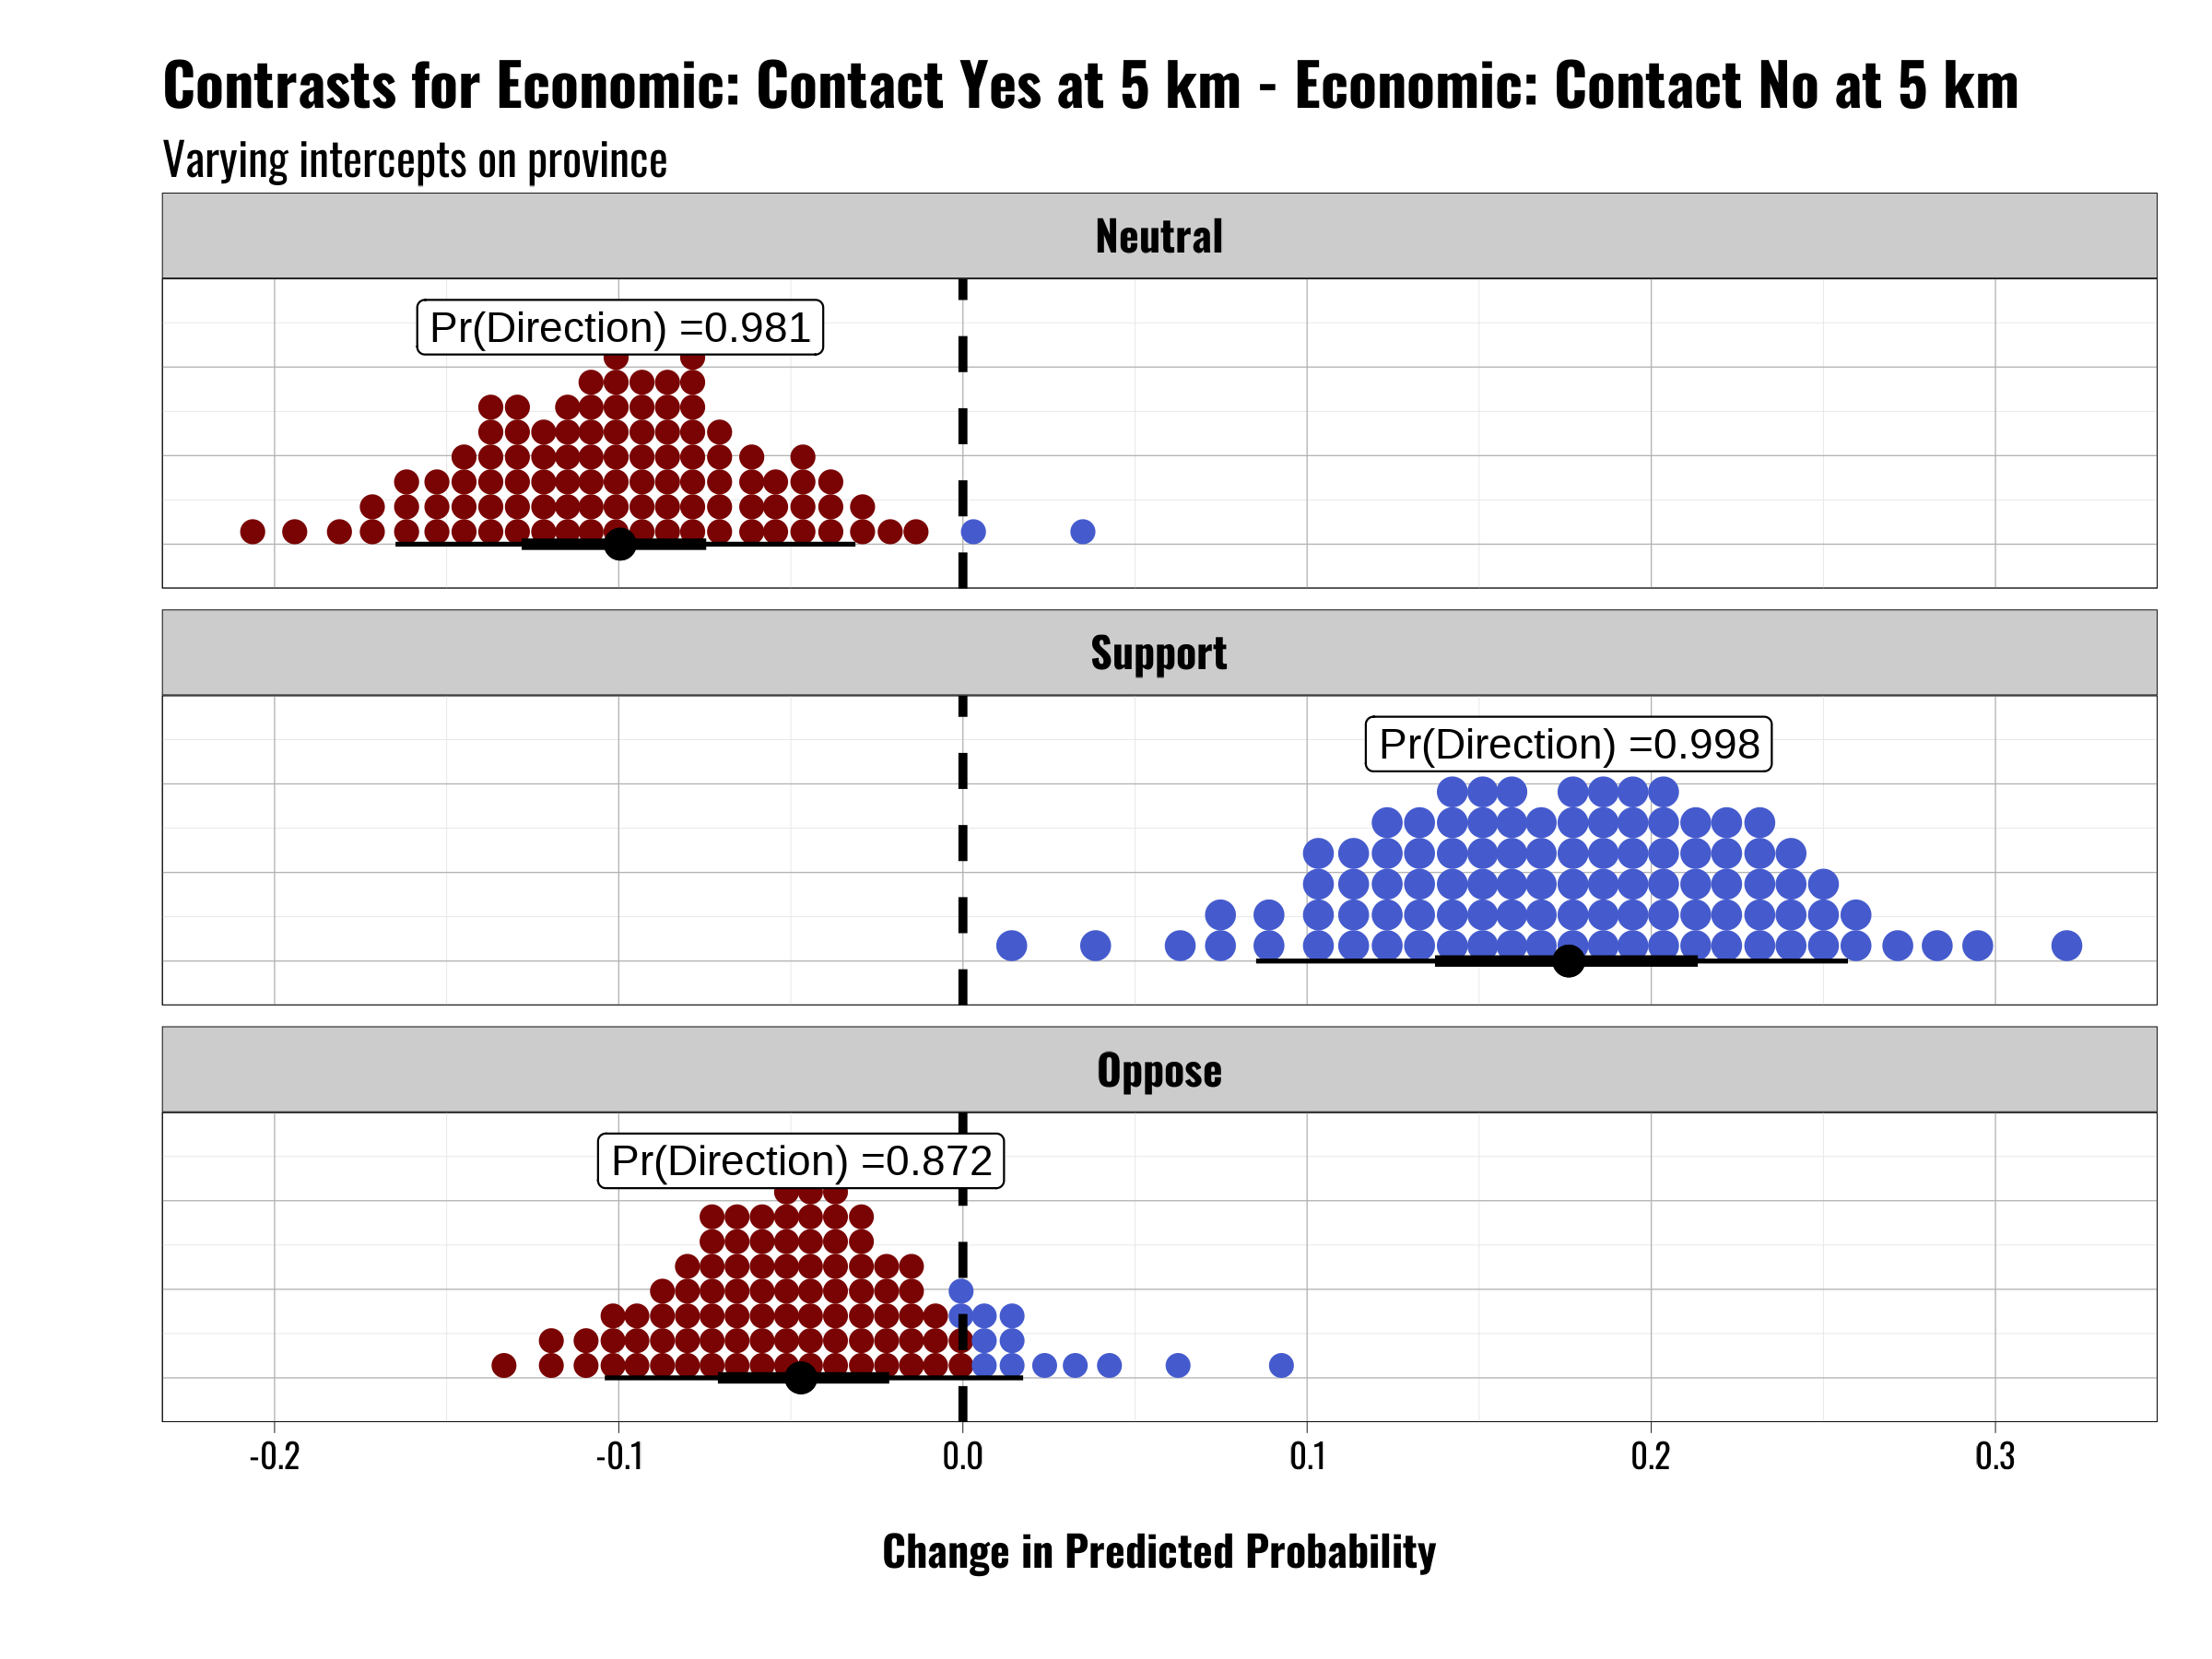 Contrasts for Economic: Contact Yes at 5 km - Economic: Contact No at 5 km
Varying intercepts on province
Neutral
Pr(Direction) =0.981
Support
Pr(Direction) =0.998
Oppose
Pr(Direction) =0.872
-0.2 -0.1 0.0 0.1 0.2 0.3
Change in Predicted Probability